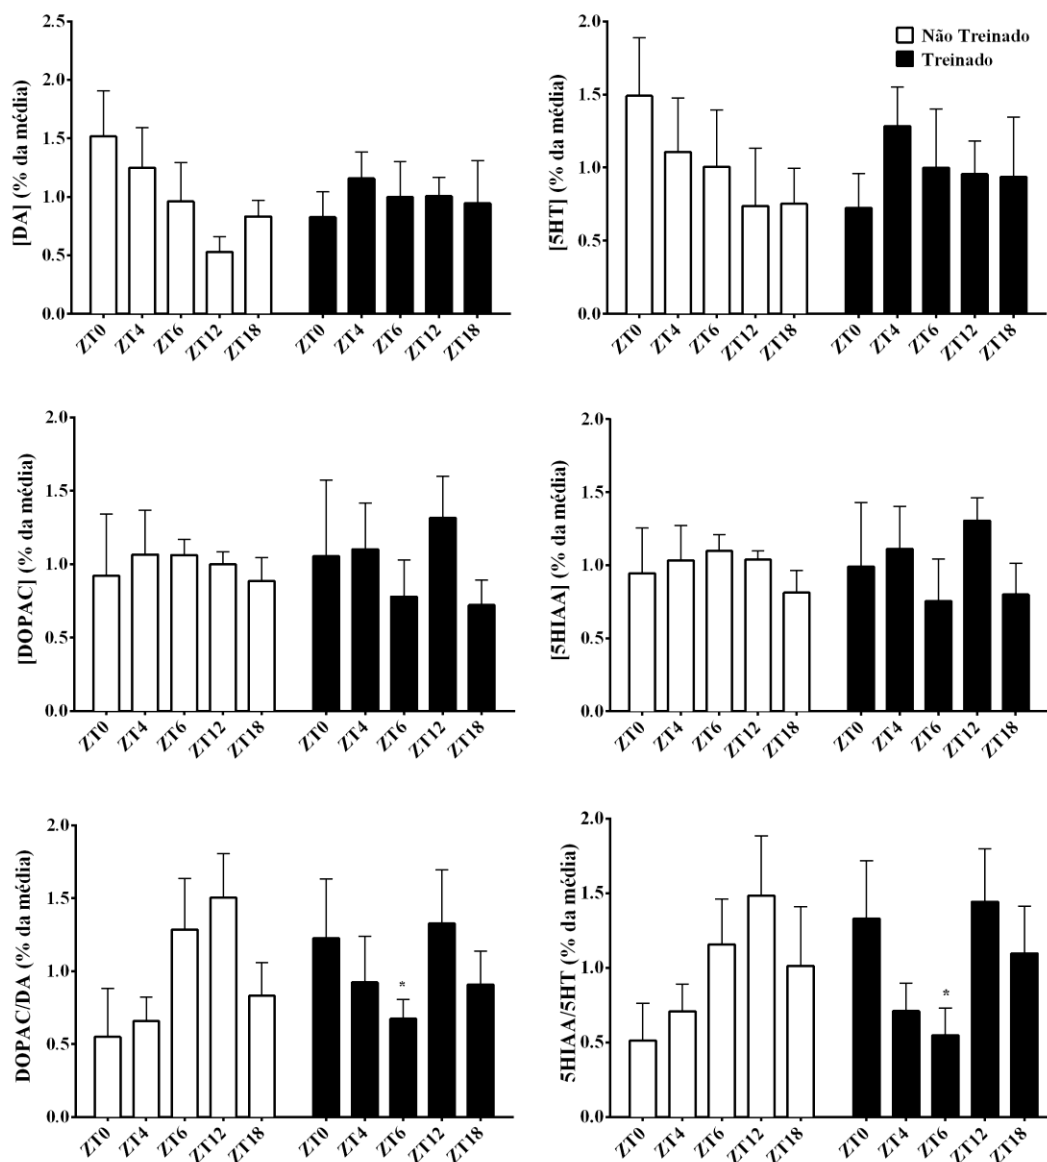 [DA] (% da média)
2.5
2.0
1.5
1.0
0.5
0.0
ZT0 ZT4 ZT6 ZT12 ZT18 ZT0 ZT4 ZT6 ZT12 ZT18
[5HT] (% da média)
2.0
1.5
1.0
0.5
0.0
Não Treinado
Treinado
ZT0 ZT4 ZT6 ZT12 ZT18 ZT0 ZT4 ZT6 ZT12 ZT18
[DOPAC] (% da média)
2.0
1.5
1.0
0.5
0.0
ZT0 ZT4 ZT6 ZT12 ZT18 ZT0 ZT4 ZT6 ZT12 ZT18
[5HIAA] (% da média)
2.0
1.5
1.0
0.5
0.0
ZT0 ZT4 ZT6 ZT12 ZT18 ZT0 ZT4 ZT6 ZT12 ZT18
DOPAC/DA (% da média)
2.0
1.5
1.0
0.5
0.0
*
ZT0 ZT4 ZT6 ZT12 ZT18 ZT0 ZT4 ZT6 ZT12 ZT18
5HIAA/5HT (% da média)
2.0
1.5
1.0
0.5
0.0
*
ZT0 ZT4 ZT6 ZT12 ZT18 ZT0 ZT4 ZT6 ZT12 ZT18